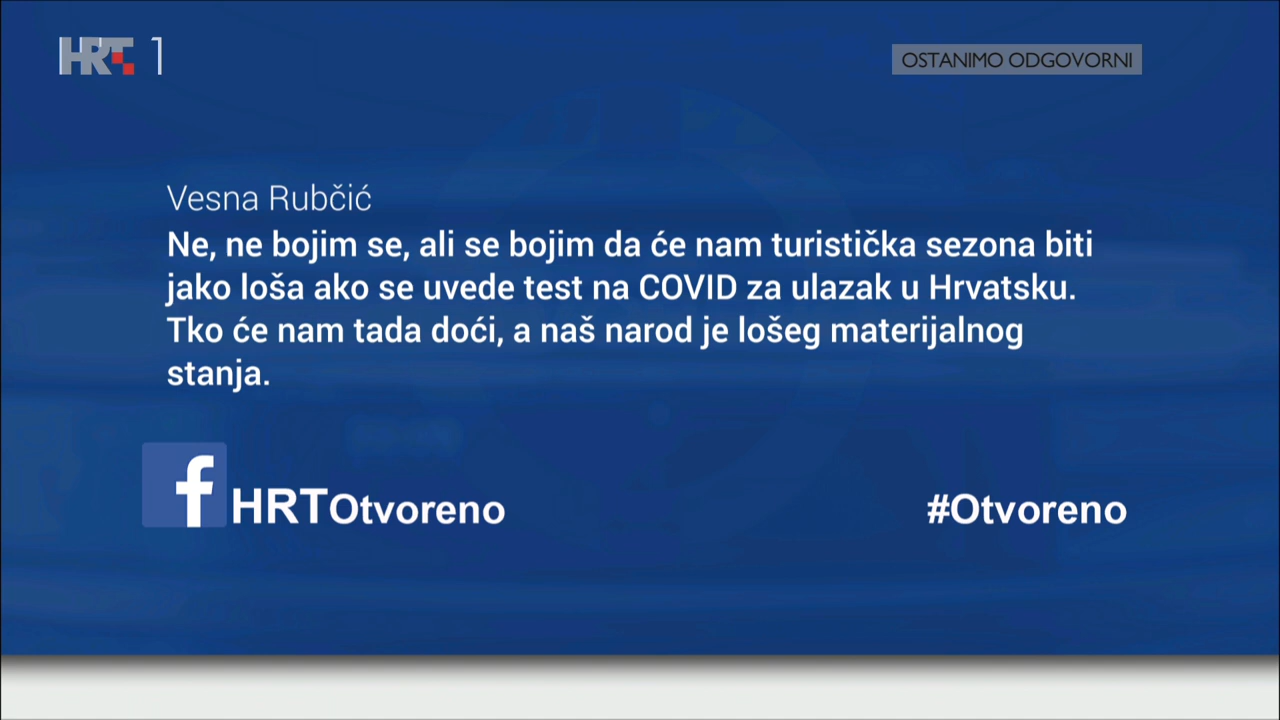 HRT 1
OSTANIMO ODGOVORNI
Vesna Rubčić
Ne, ne bojim se, ali se bojim da će nam turistička sezona biti
jako loša ako se uvede test na COVID za ulazak u Hrvatsku.
Tko će nam tada doći, a naš narod je lošeg materijalnog
stanja.
f HRTOtvoreno
#Otvoreno